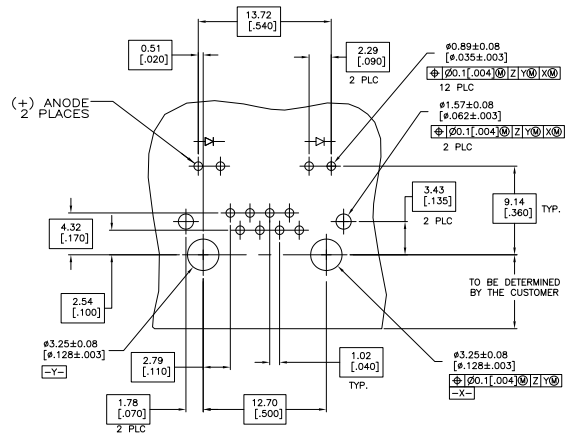 13.72
[.540]
0.51
[.020]
2.29
[.090]
2 PLC
ø0.89±0.08
[ø.035±.003]
⌖ Ø0.1[.004]Ⓜ Z YⓂ XⓂ
12 PLC
(+) ANODE
2 PLACES
ø1.57±0.08
[ø.062±.003]
⌖ Ø0.1[.004]Ⓜ Z YⓂ XⓂ
2 PLC
3.43
[.135]
2 PLC
9.14
[.360]
TYP.
4.32
[.170]
2.54
[.100]
TO BE DETERMINED
BY THE CUSTOMER
ø3.25±0.08
[ø.128±.003]
-Y-
2.79
[.110]
1.02
[.040]
TYP.
ø3.25±0.08
[ø.128±.003]
⌖ Ø0.1[.004]Ⓜ Z YⓂ
-X-
1.78
[.070]
2 PLC
12.70
[.500]